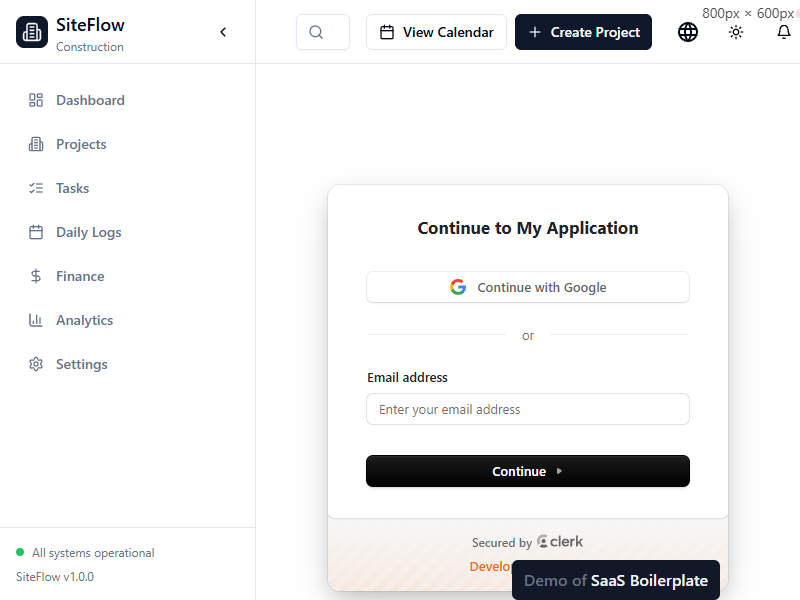 SiteFlow
Construction
View Calendar
Create Project
800px × 600px
Dashboard
Projects
Tasks
Daily Logs
Finance
Analytics
Settings
All systems operational
SiteFlow v1.0.0
Continue to My Application
Continue with Google
or
Email address
Enter your email address
Continue
Secured by clerk
Develo
Demo of SaaS Boilerplate